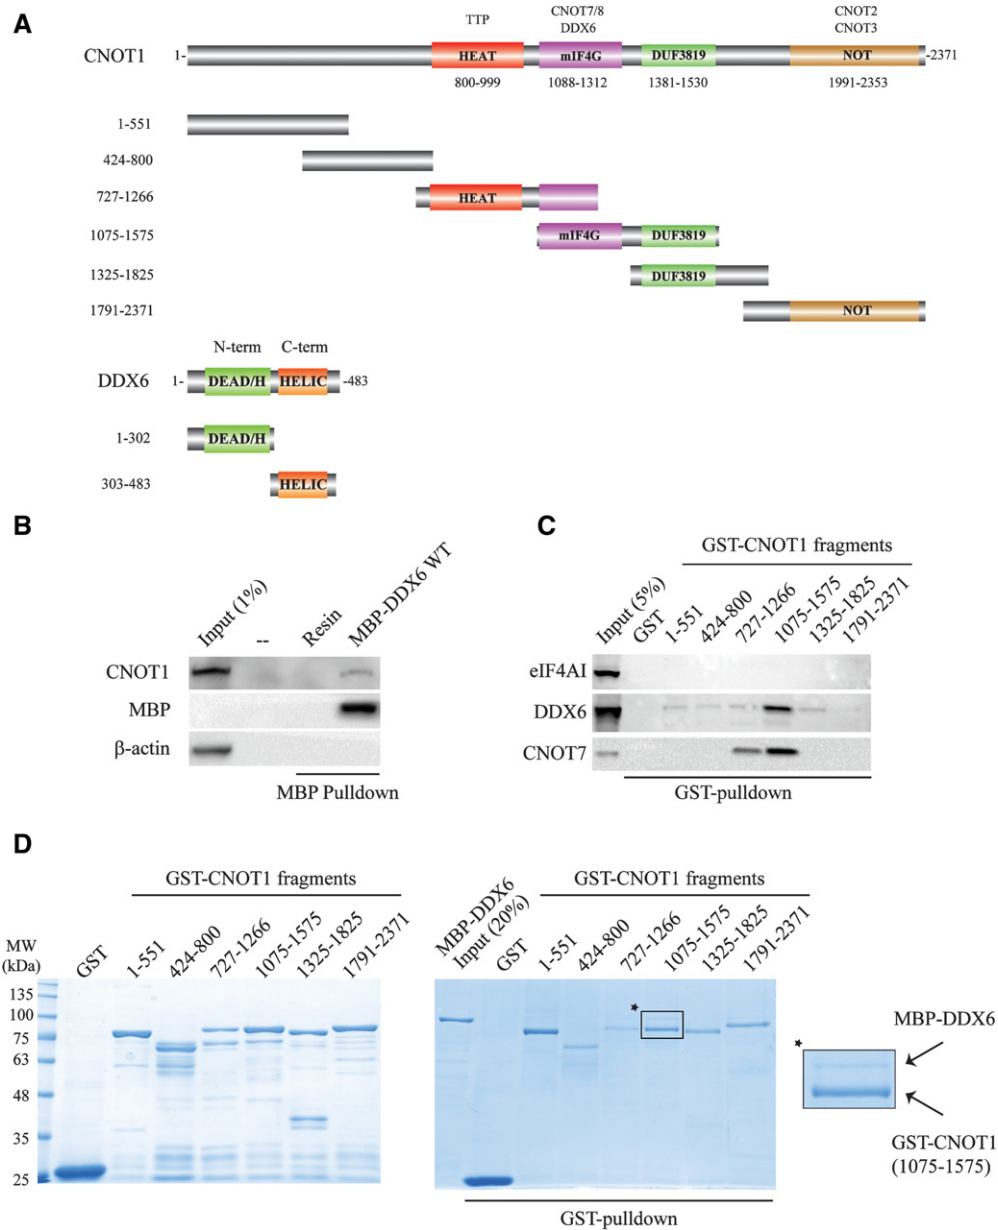 A
TTP
CNOT7/8
DDX6
CNOT2
CNOT3
CNOT1 1- HEAT mIF4G DUF3819 NOT -2371
800-999 1088-1312 1381-1530 1991-2353
1-551
424-800
727-1266 HEAT
1075-1575 mIF4G DUF3819
1325-1825 DUF3819
1791-2371 NOT
N-term C-term
DDX6 1- DEAD/H HELIC -483
1-302 DEAD/H
303-483 HELIC
B
Input (1%)
--
Resin
MBP-DDX6 WT
CNOT1
MBP
β-actin
MBP Pulldown
C
GST-CNOT1 fragments
Input (5%)
GST
1-551
424-800
727-1266
1075-1575
1325-1825
1791-2371
eIF4AI
DDX6
CNOT7
GST-pulldown
D
GST-CNOT1 fragments
MW
(kDa)
GST
1-551
424-800
727-1266
1075-1575
1325-1825
1791-2371
135
100
75
63
48
35
25
MBP-DDX6
Input (20%)
GST-CNOT1 fragments
GST
1-551
424-800
727-1266
1075-1575
1325-1825
1791-2371
*
GST-pulldown
*
MBP-DDX6
GST-CNOT1
(1075-1575)